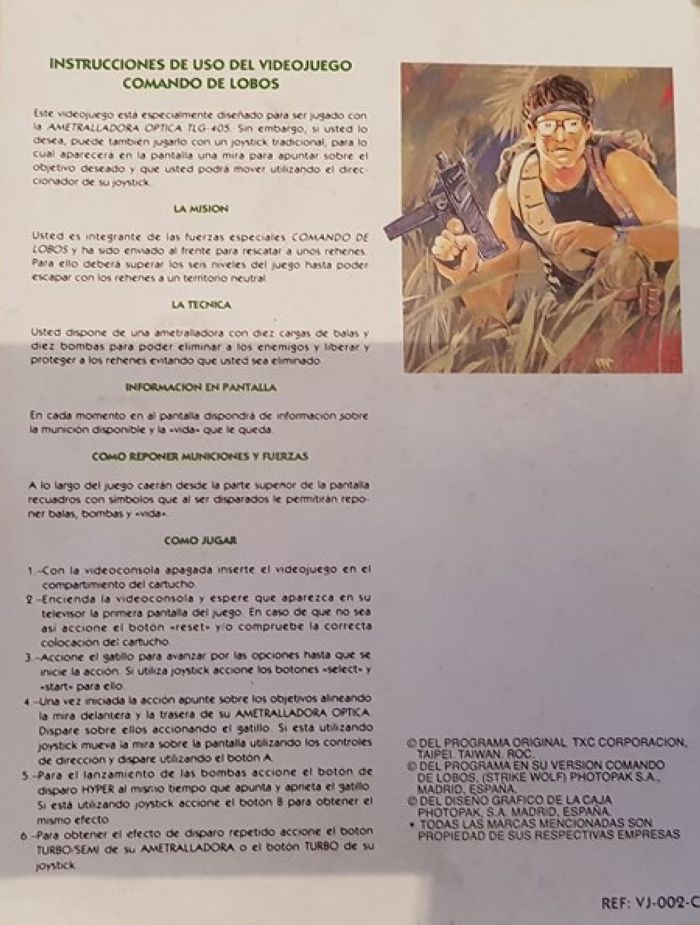 INSTRUCCIONES DE USO DEL VIDEOJUEGO
COMANDO DE LOBOS
Este videojuego está especialmente diseñado para ser jugado con
la AMETRALLADORA OPTICA TLG-405. Sin embargo, si usted lo
desea, puede también jugarlo con un joystick tradicional, para lo
cual aparecerá en la pantalla una mira para apuntar sobre el
objetivo deseado y que usted podrá mover utilizando el direc-
cionador de su joystick.
LA MISION
Usted es integrante de las fuerzas especiales COMANDO DE
LOBOS y ha sido enviado al frente para rescatar a unos rehenes.
Para ello deberá superar los seis niveles del juego hasta poder
escapar con los rehenes a un territorio neutral.
LA TECNICA
Usted dispone de una ametralladora con diez cargas de balas y
diez bombas para poder eliminar a los enemigos y liberar y
proteger a los rehenes evitando que usted sea eliminado.
INFORMACION EN PANTALLA
En cada momento en al pantalla dispondrá de información sobre
la munición disponible y la «vida» que le queda.
COMO REPONER MUNICIONES Y FUERZAS
A lo largo del juego caerán desde la parte superior de la pantalla
recuadros con símbolos que al ser disparados le permitirán repo-
ner balas, bombas y «vida».
COMO JUGAR
1.-Con la videoconsola apagada inserte el videojuego en el
compartimento del cartucho.
2.-Encienda la videoconsola y espere que aparezca en su
televisor la primera pantalla del juego. En caso de que no sea
así accione el botón «reset» y/o compruebe la correcta
colocación del cartucho.
3.-Accione el gatillo para avanzar por las opciones hasta que se
inicie la acción. Si utiliza joystick accione los botones «select» y
«start» para ello.
4.-Una vez iniciada la acción apunte sobre los objetivos alineando
la mira delantera y la trasera de su AMETRALLADORA OPTICA.
Dispare sobre ellos accionando el gatillo. Si esta utilizando
joystick mueva la mira sobre la pantalla utilizando los controles
de dirección y dispare utilizando el botón A.
5.-Para el lanzamiento de las bombas accione el botón de
disparo HYPER al mismo tiempo que apunta y aprieta el gatillo.
Si está utilizando joystick accione el botón B para obtener el
mismo efecto.
6.-Para obtener el efecto de disparo repetido accione el botón
TURBO/SEMI de su AMETRALLADORA o el botón TURBO de su
joystick.
© DEL PROGRAMA ORIGINAL TXC CORPORACION,
TAIPEI. TAIWAN. ROC.
© DEL PROGRAMA EN SU VERSION COMANDO
DE LOBOS, (STRIKE WOLF) PHOTOPAK S.A.,
MADRID, ESPAÑA.
© DEL DISEÑO GRAFICO DE LA CAJA
PHOTOPAK, S.A. MADRID, ESPAÑA.
* TODAS LAS MARCAS MENCIONADAS SON
PROPIEDAD DE SUS RESPECTIVAS EMPRESAS
REF: VJ-002-C